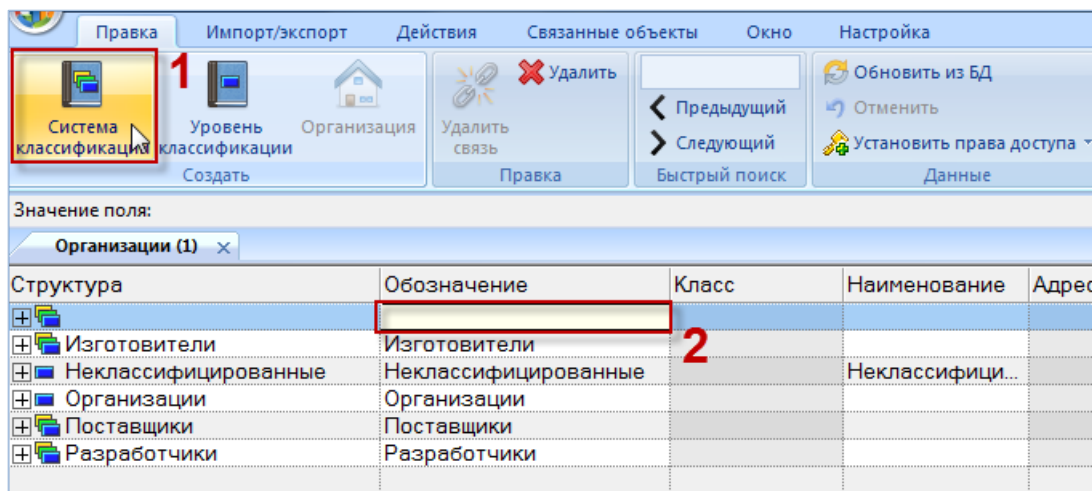 Правка Импорт/экспорт Действия Связанные объекты Окно Настройка
1
Система классификация
Уровень классификации
Организация
Создать
Удалить связь
Удалить
Правка
Предыдущий
Следующий
Быстрый поиск
Обновить из БД
Отменить
Установить права доступа
Данные
Значение поля:
Организации (1)
Структура Обозначение Класс Наименование Адрес
2
Изготовители Изготовители
Неклассифицированные Неклассифицированные Неклассифици...
Организации Организации
Поставщики Поставщики
Разработчики Разработчики